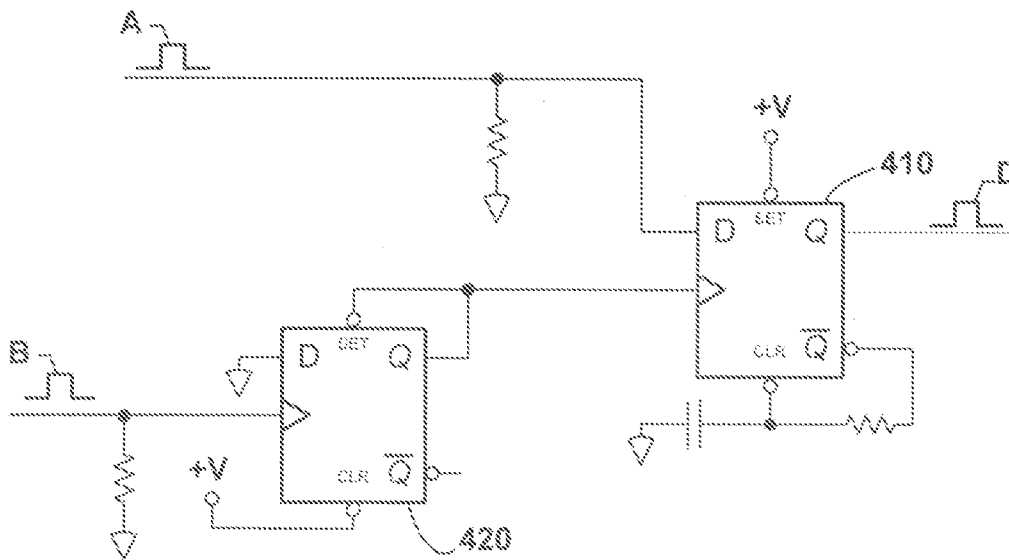 A
+V
410
D
SET
D Q
CLR Q
B
SET
D Q
CLR Q
+V
420